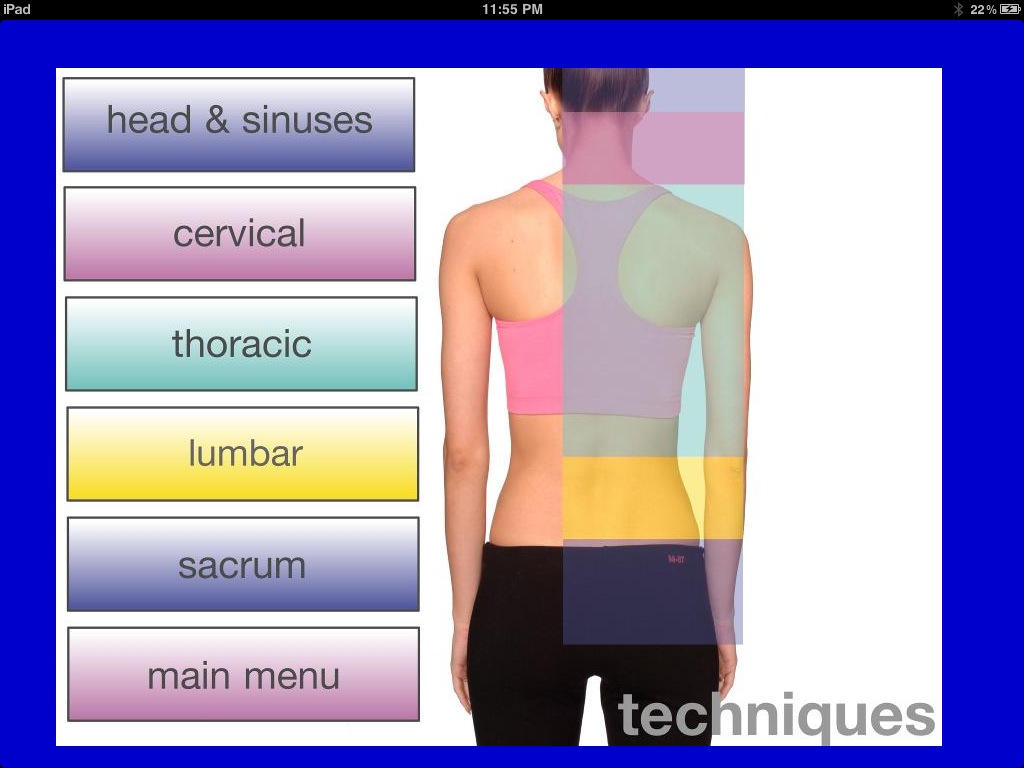 iPad
11:55 PM
22%
head & sinuses
cervical
thoracic
lumbar
sacrum
main menu
techniques